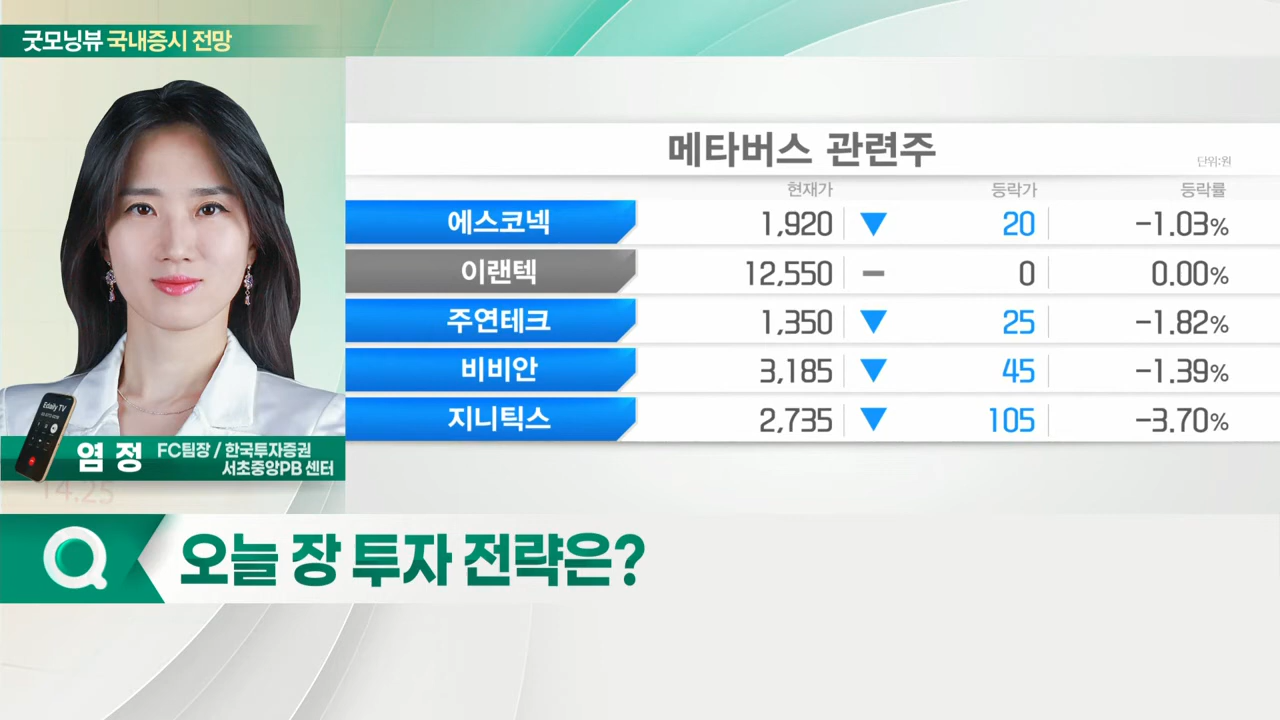 굿모닝뷰 국내증시 전망
메타버스 관련주
단위:원
현재가 등락가 등락률
에스코넥 1,920 ▼ 20 -1.03%
이랜텍 12,550 - 0 0.00%
주연테크 1,350 ▼ 25 -1.82%
비비안 3,185 ▼ 45 -1.39%
지니틱스 2,735 ▼ 105 -3.70%
Edaily TV
염 정 FC팀장 / 한국투자증권
서초중앙PB 센터
14.25
Q 오늘 장 투자 전략은?